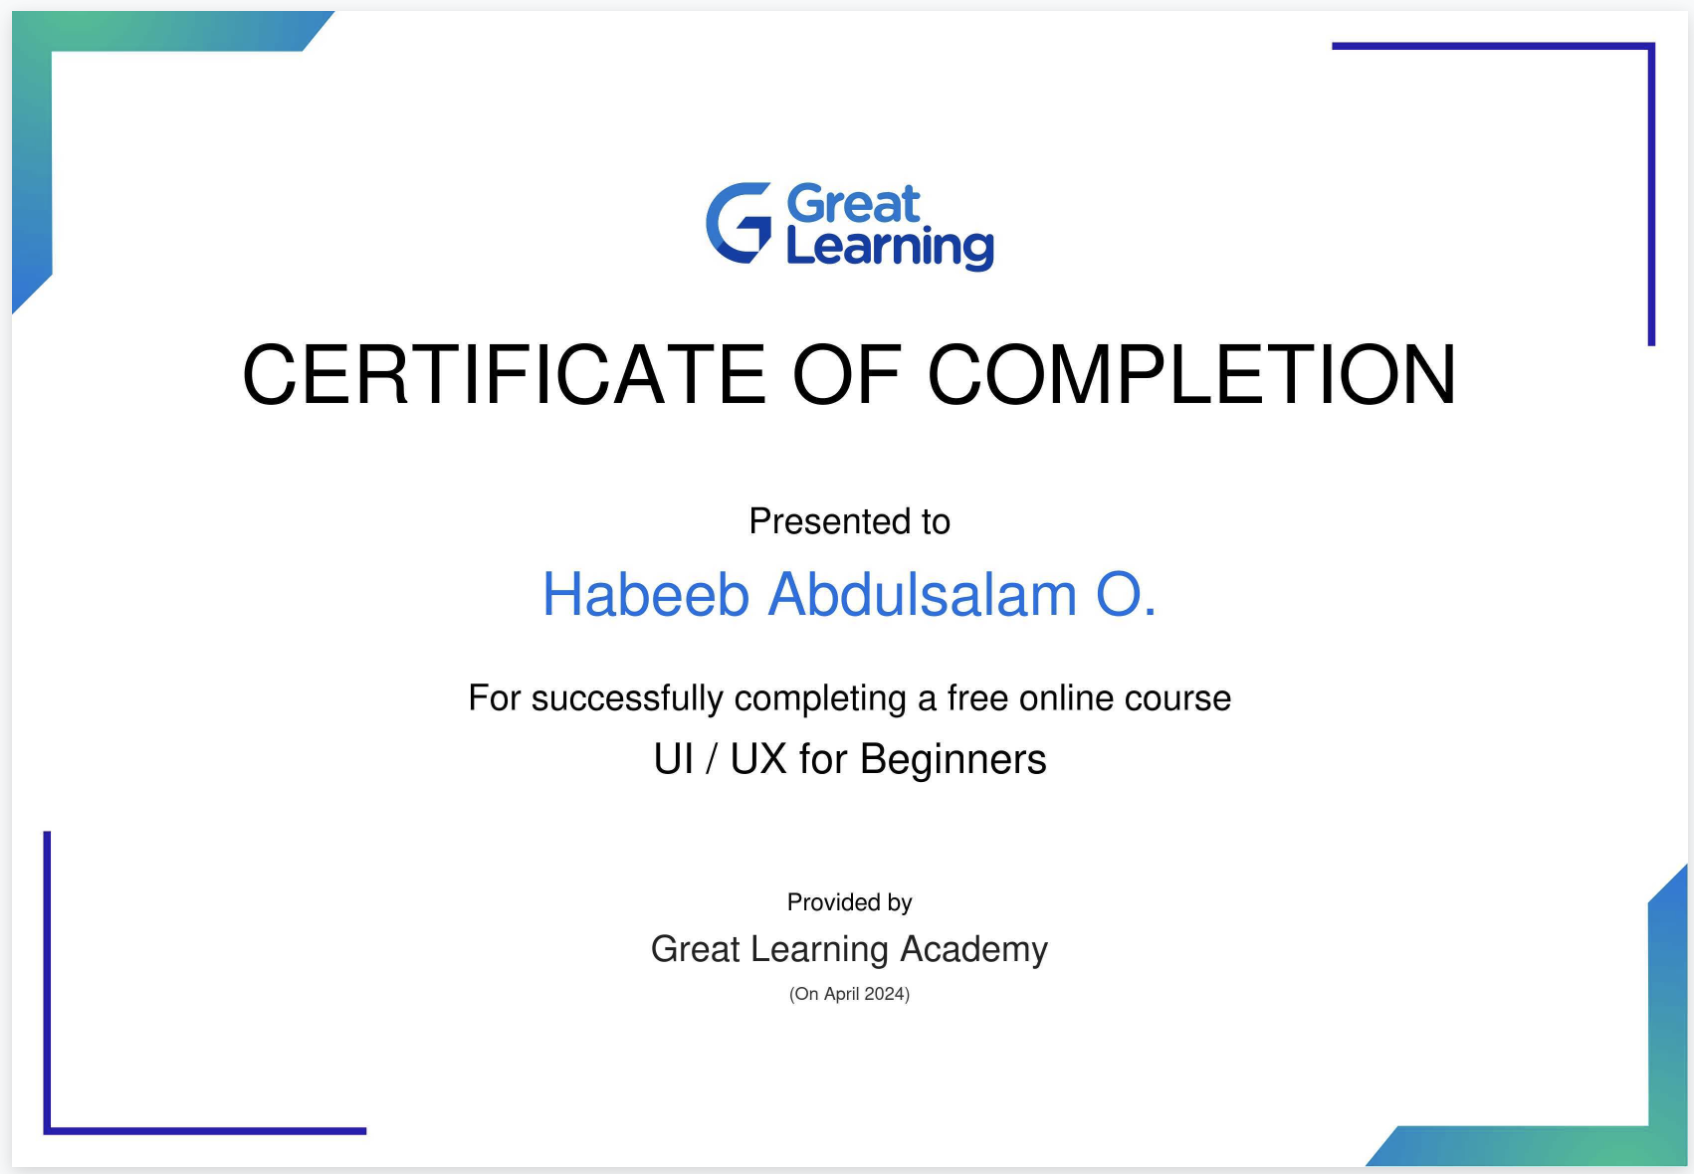 Great
Learning
CERTIFICATE OF COMPLETION
Presented to
Habeeb Abdulsalam O.
For successfully completing a free online course
UI / UX for Beginners
Provided by
Great Learning Academy
(On April 2024)